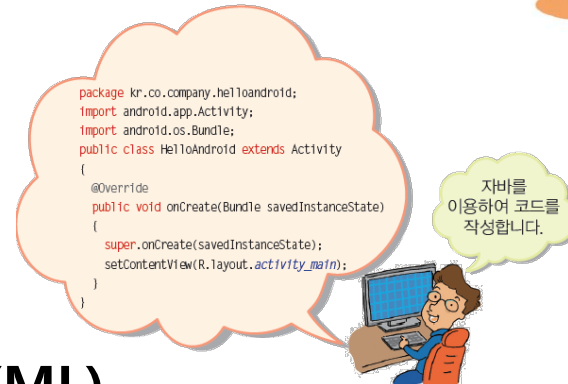 package kr.co.company.helloandroid;
import android.app.Activity;
import android.os.Bundle;
public class HelloAndroid extends Activity
{
@Override
public void onCreate(Bundle savedInstanceState)
{
super.onCreate(savedInstanceState);
setContentView(R.layout.activity_main);
}
}
자바를
이용하여 코드를
작성합니다.